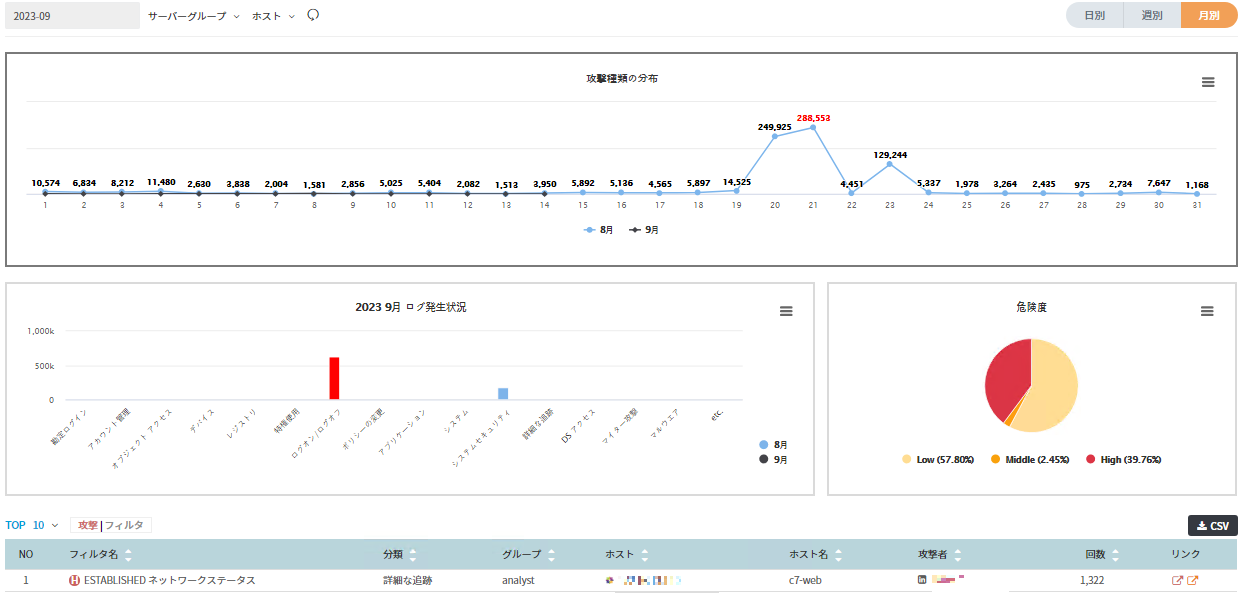 2023-09 サーバーグループ ホスト 日別 週別 月別
攻撃種類の分布
10,574 6,834 8,212 11,480 2,630 3,838 2,004 1,581 2,856 5,025 5,404 2,082 1,513 3,950 5,892 5,136 4,565 5,897 14,525 249,925 288,553 4,451 129,244 5,337 1,978 3,264 2,435 975 2,734 7,647 1,168
1 2 3 4 5 6 7 8 9 10 11 12 13 14 15 16 17 18 19 20 21 22 23 24 25 26 27 28 29 30 31
8月 9月
2023 9月 ログ発生状況
1,000k
500k
0
勘定ログイン アカウント管理 オブジェクト アクセス デバイス レジストリ 特権使用 ログオン/ログオフ ポリシーの変更 アプリケーション システム システムセキュリティ 詳細な追跡 DS アクセス マイター攻撃 マルウエア etc.
8月
9月
危険度
Low (57.80%) Middle (2.45%) High (39.76%)
TOP 10 攻撃 | フィルタ CSV
NO フィルタ名 分類 グループ ホスト ホスト名 攻撃者 回数 リンク
1 H ESTABLISHED ネットワークステータス 詳細な追跡 analyst c7-web 1,322